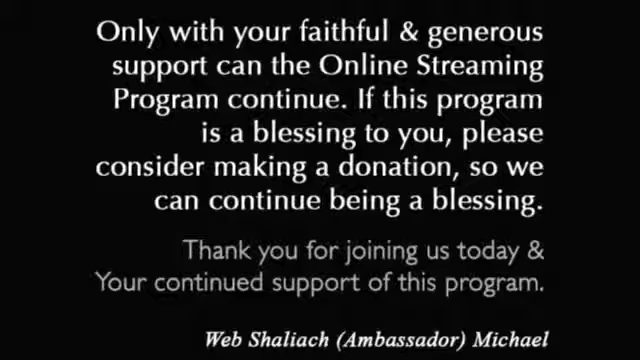 Only with your faithful & generous
support can the Online Streaming
Program continue. If this program
is a blessing to you, please
consider making a donation, so we
can continue being a blessing.
Thank you for joining us today &
Your continued support of this program.
Web Shaliach (Ambassador) Michael